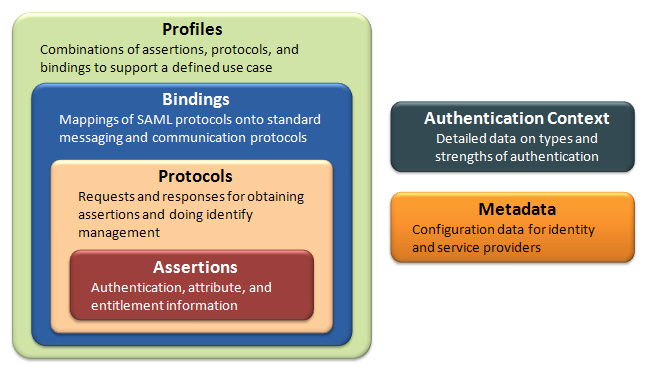 Profiles
Combinations of assertions, protocols, and
bindings to support a defined use case
Bindings
Mappings of SAML protocols onto standard
messaging and communication protocols
Protocols
Requests and responses for obtaining
assertions and doing identify
management
Assertions
Authentication, attribute, and
entitlement information
Authentication Context
Detailed data on types and
strengths of authentication
Metadata
Configuration data for identity
and service providers